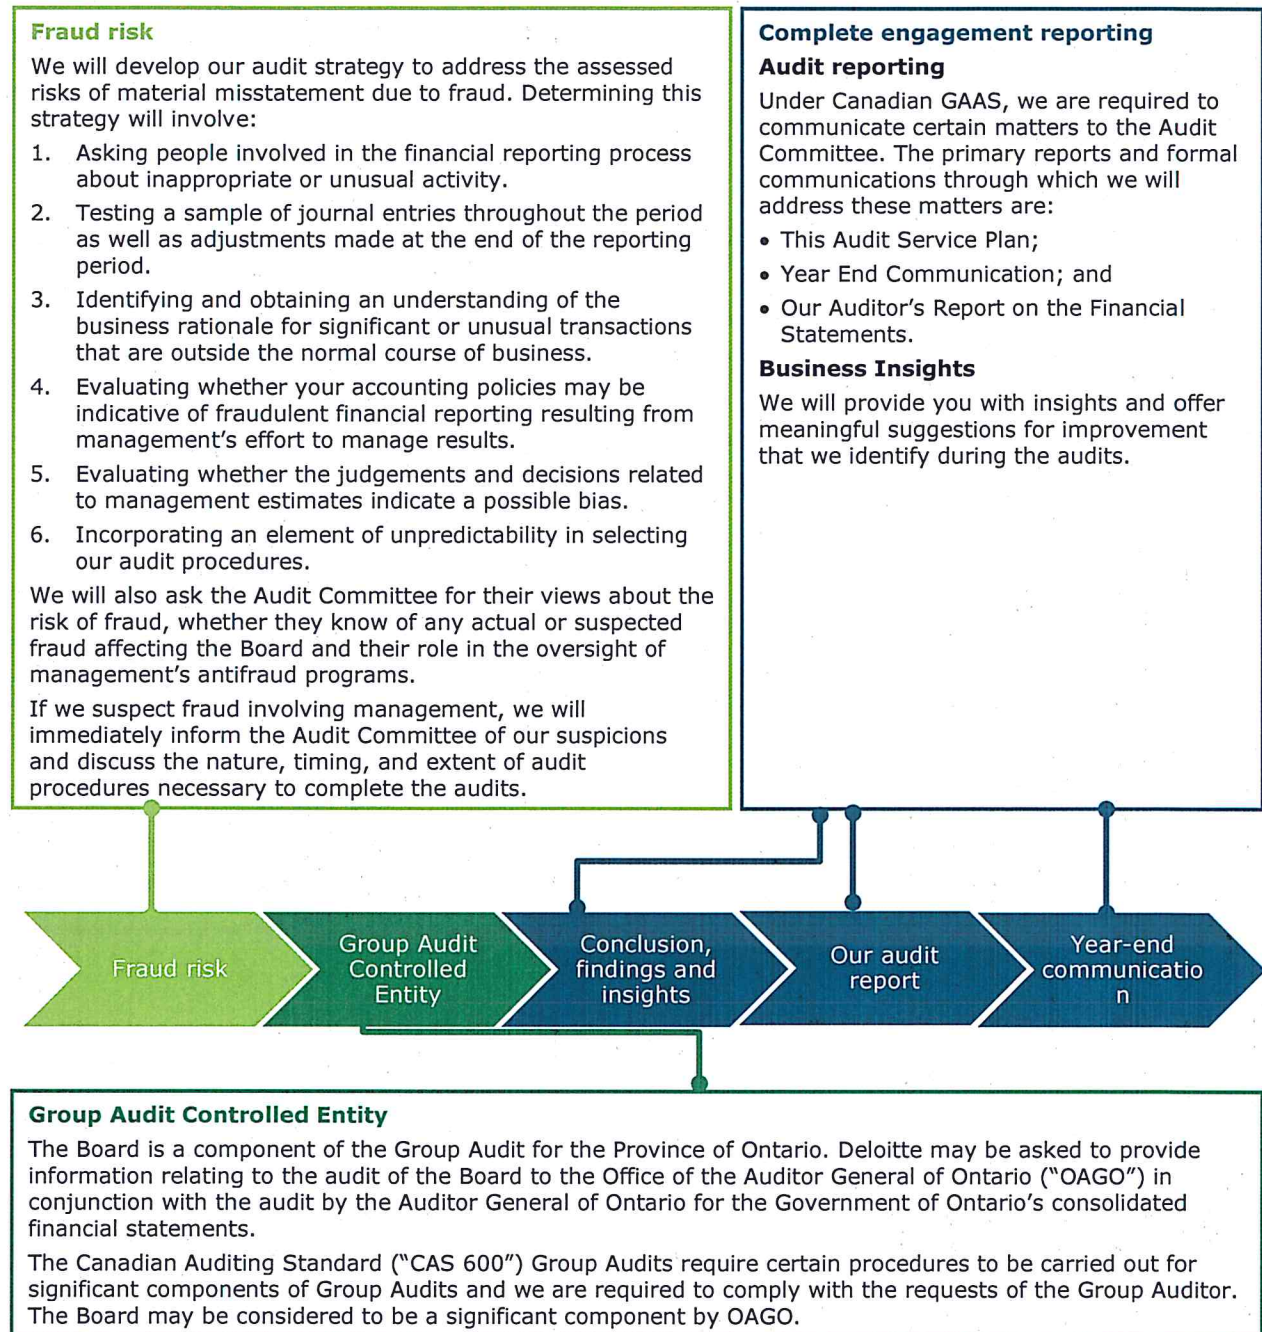 Fraud risk
We will develop our audit strategy to address the assessed
risks of material misstatement due to fraud. Determining this
strategy will involve:
1. Asking people involved in the financial reporting process
about inappropriate or unusual activity.
2. Testing a sample of journal entries throughout the period
as well as adjustments made at the end of the reporting
period.
3. Identifying and obtaining an understanding of the
business rationale for significant or unusual transactions
that are outside the normal course of business.
4. Evaluating whether your accounting policies may be
indicative of fraudulent financial reporting resulting from
management's effort to manage results.
5. Evaluating whether the judgements and decisions related
to management estimates indicate a possible bias.
6. Incorporating an element of unpredictability in selecting
our audit procedures.
We will also ask the Audit Committee for their views about the
risk of fraud, whether they know of any actual or suspected
fraud affecting the Board and their role in the oversight of
management's antifraud programs.
If we suspect fraud involving management, we will
immediately inform the Audit Committee of our suspicions
and discuss the nature, timing, and extent of audit
procedures necessary to complete the audits.
Complete engagement reporting
Audit reporting
Under Canadian GAAS, we are required to
communicate certain matters to the Audit
Committee. The primary reports and formal
communications through which we will
address these matters are:
• This Audit Service Plan;
• Year End Communication; and
• Our Auditor's Report on the Financial
Statements.
Business Insights
We will provide you with insights and offer
meaningful suggestions for improvement
that we identify during the audits.
Fraud risk
Group Audit
Controlled
Entity
Conclusion,
findings and
insights
Our audit
report
Year-end
communicatio
n
Group Audit Controlled Entity
The Board is a component of the Group Audit for the Province of Ontario. Deloitte may be asked to provide
information relating to the audit of the Board to the Office of the Auditor General of Ontario ("OAGO") in
conjunction with the audit by the Auditor General of Ontario for the Government of Ontario's consolidated
financial statements.
The Canadian Auditing Standard ("CAS 600") Group Audits require certain procedures to be carried out for
significant components of Group Audits and we are required to comply with the requests of the Group Auditor.
The Board may be considered to be a significant component by OAGO.